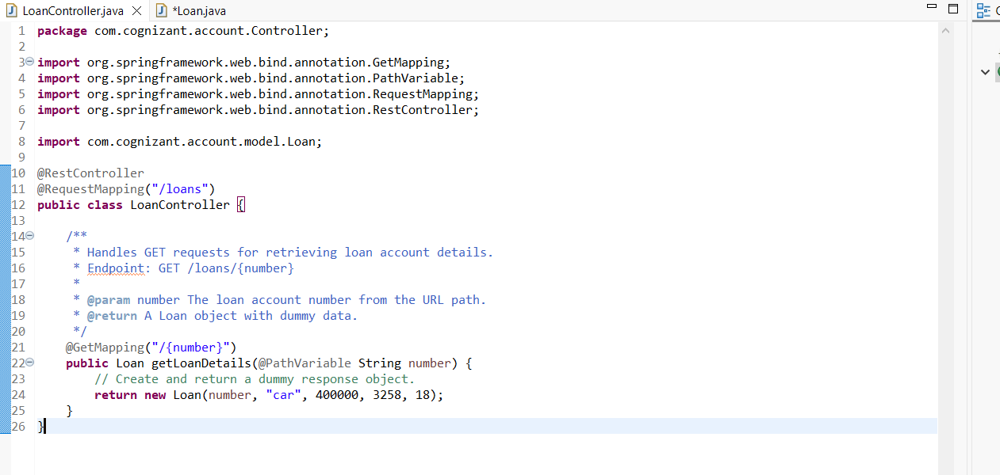 LoanController.java *Loan.java
1 package com.cognizant.account.Controller;
2
3 import org.springframework.web.bind.annotation.GetMapping;
4 import org.springframework.web.bind.annotation.PathVariable;
5 import org.springframework.web.bind.annotation.RequestMapping;
6 import org.springframework.web.bind.annotation.RestController;
7
8 import com.cognizant.account.model.Loan;
9
10 @RestController
11 @RequestMapping("/loans")
12 public class LoanController {
13
14 /**
15 * Handles GET requests for retrieving loan account details.
16 * Endpoint: GET /loans/{number}
17 *
18 * @param number The loan account number from the URL path.
19 * @return A Loan object with dummy data.
20 */
21 @GetMapping("/{number}")
22 public Loan getLoanDetails(@PathVariable String number) {
23 // Create and return a dummy response object.
24 return new Loan(number, "car", 400000, 3258, 18);
25 }
26 }